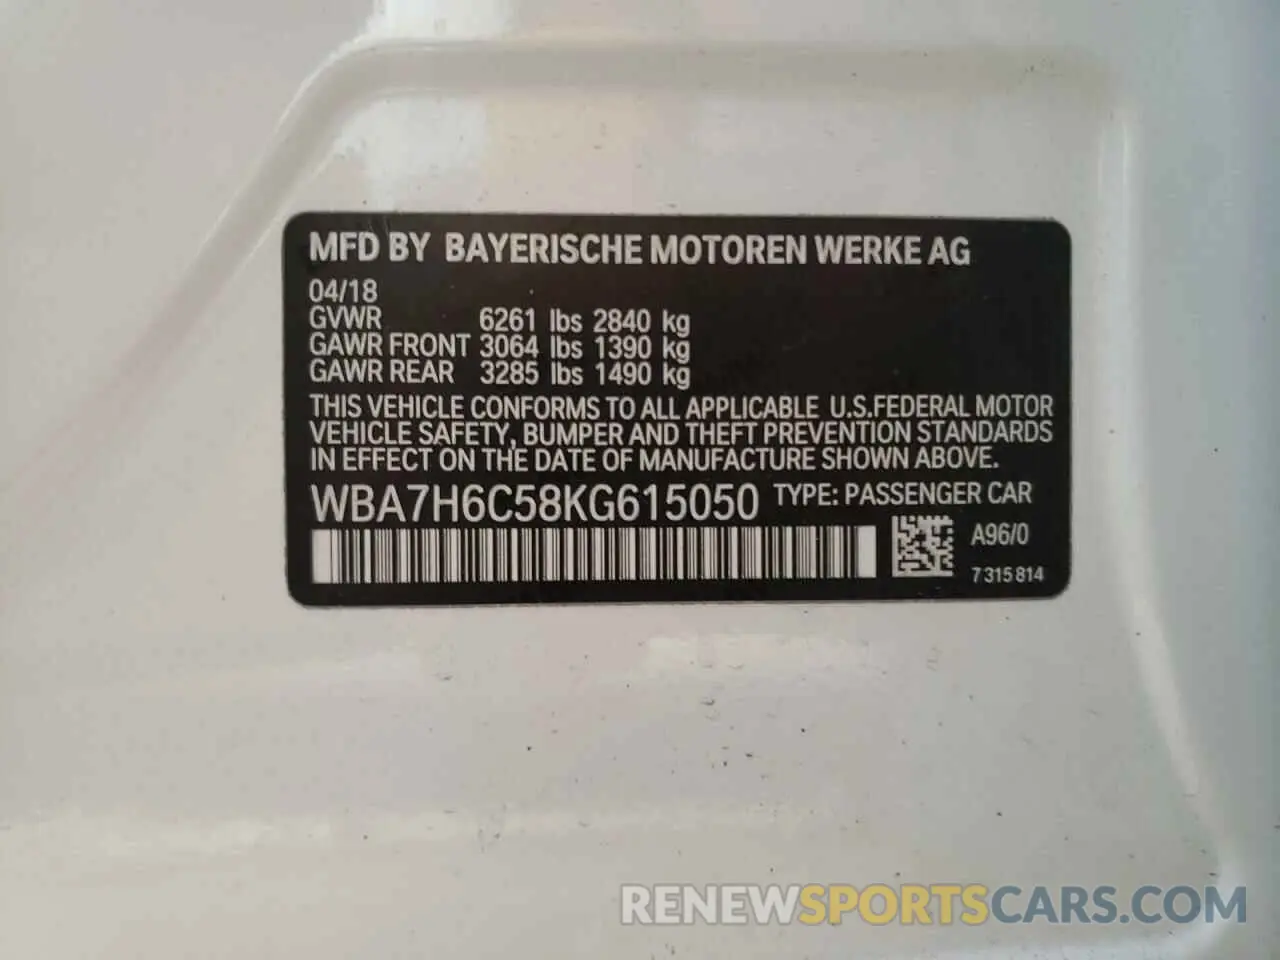 MFD BY BAYERISCHE MOTOREN WERKE AG
04/18
GVWR 6261 lbs 2840 kg
GAWR FRONT 3064 lbs 1390 kg
GAWR REAR 3285 lbs 1490 kg
THIS VEHICLE CONFORMS TO ALL APPLICABLE U.S.FEDERAL MOTOR
VEHICLE SAFETY, BUMPER AND THEFT PREVENTION STANDARDS
IN EFFECT ON THE DATE OF MANUFACTURE SHOWN ABOVE.
WBA7H6C58KG615050 TYPE: PASSENGER CAR
A96/0
7 315 814
RENEWSPORTSCARS.COM